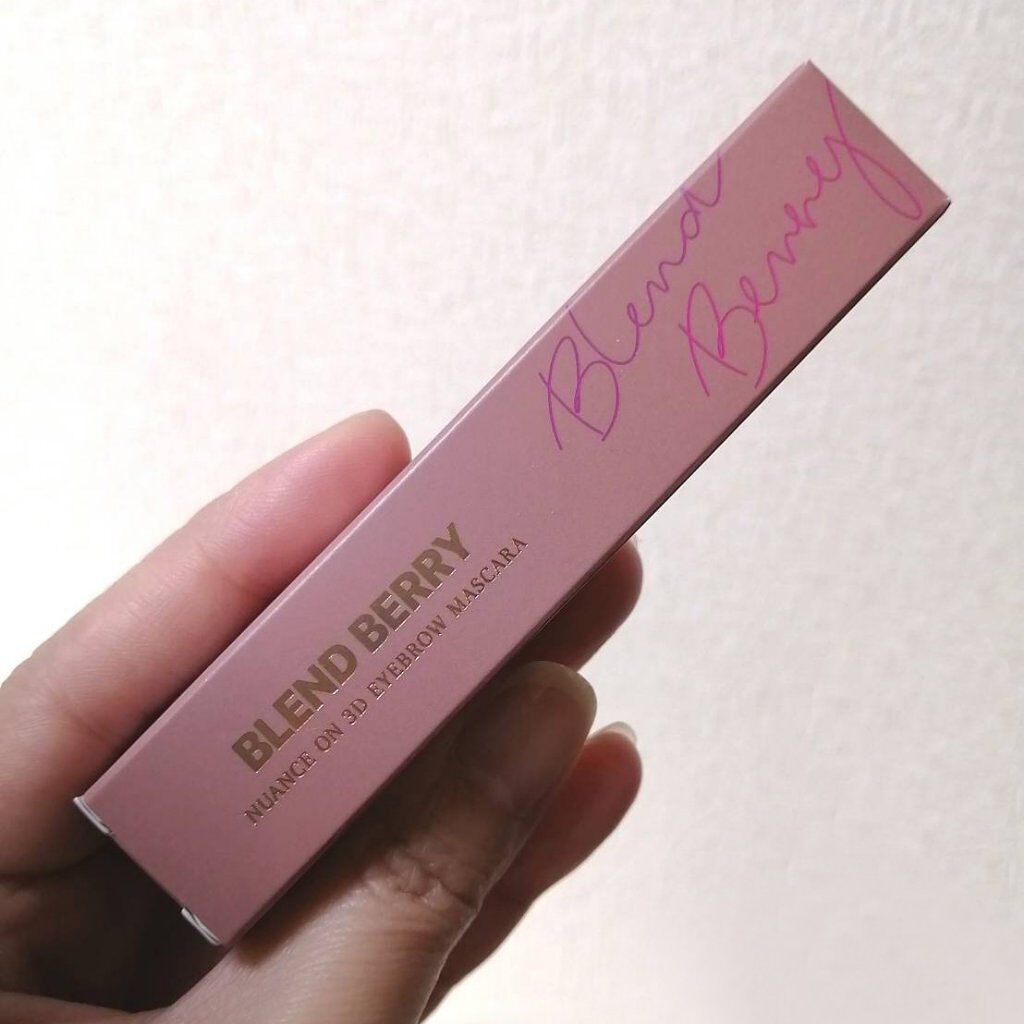 Blend
Berry
BLEND BERRY
NUANCE ON 3D EYEBROW MASCARA